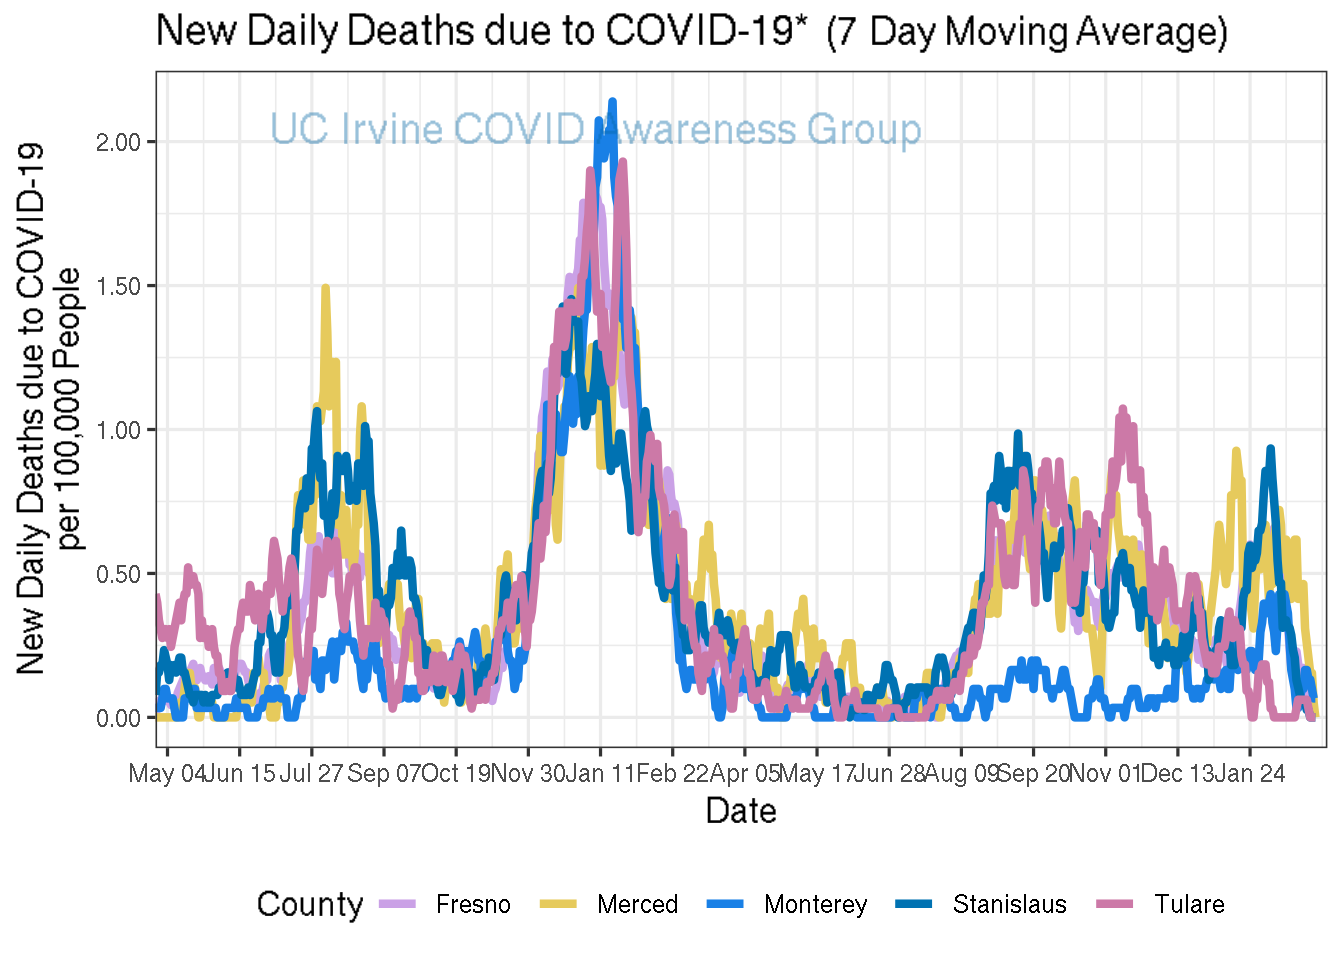 New Daily Deaths due to COVID-19* (7 Day Moving Average)
UC Irvine COVID Awareness Group
New Daily Deaths due to COVID-19
per 100,000 People
2.00
1.50
1.00
0.50
0.00
May 04 Jun 15 Jul 27 Sep 07 Oct 19 Nov 30 Jan 11 Feb 22 Apr 05 May 17 Jun 28 Aug 09 Sep 20 Nov 01 Dec 13 Jan 24
Date
County Fresno Merced Monterey Stanislaus Tulare